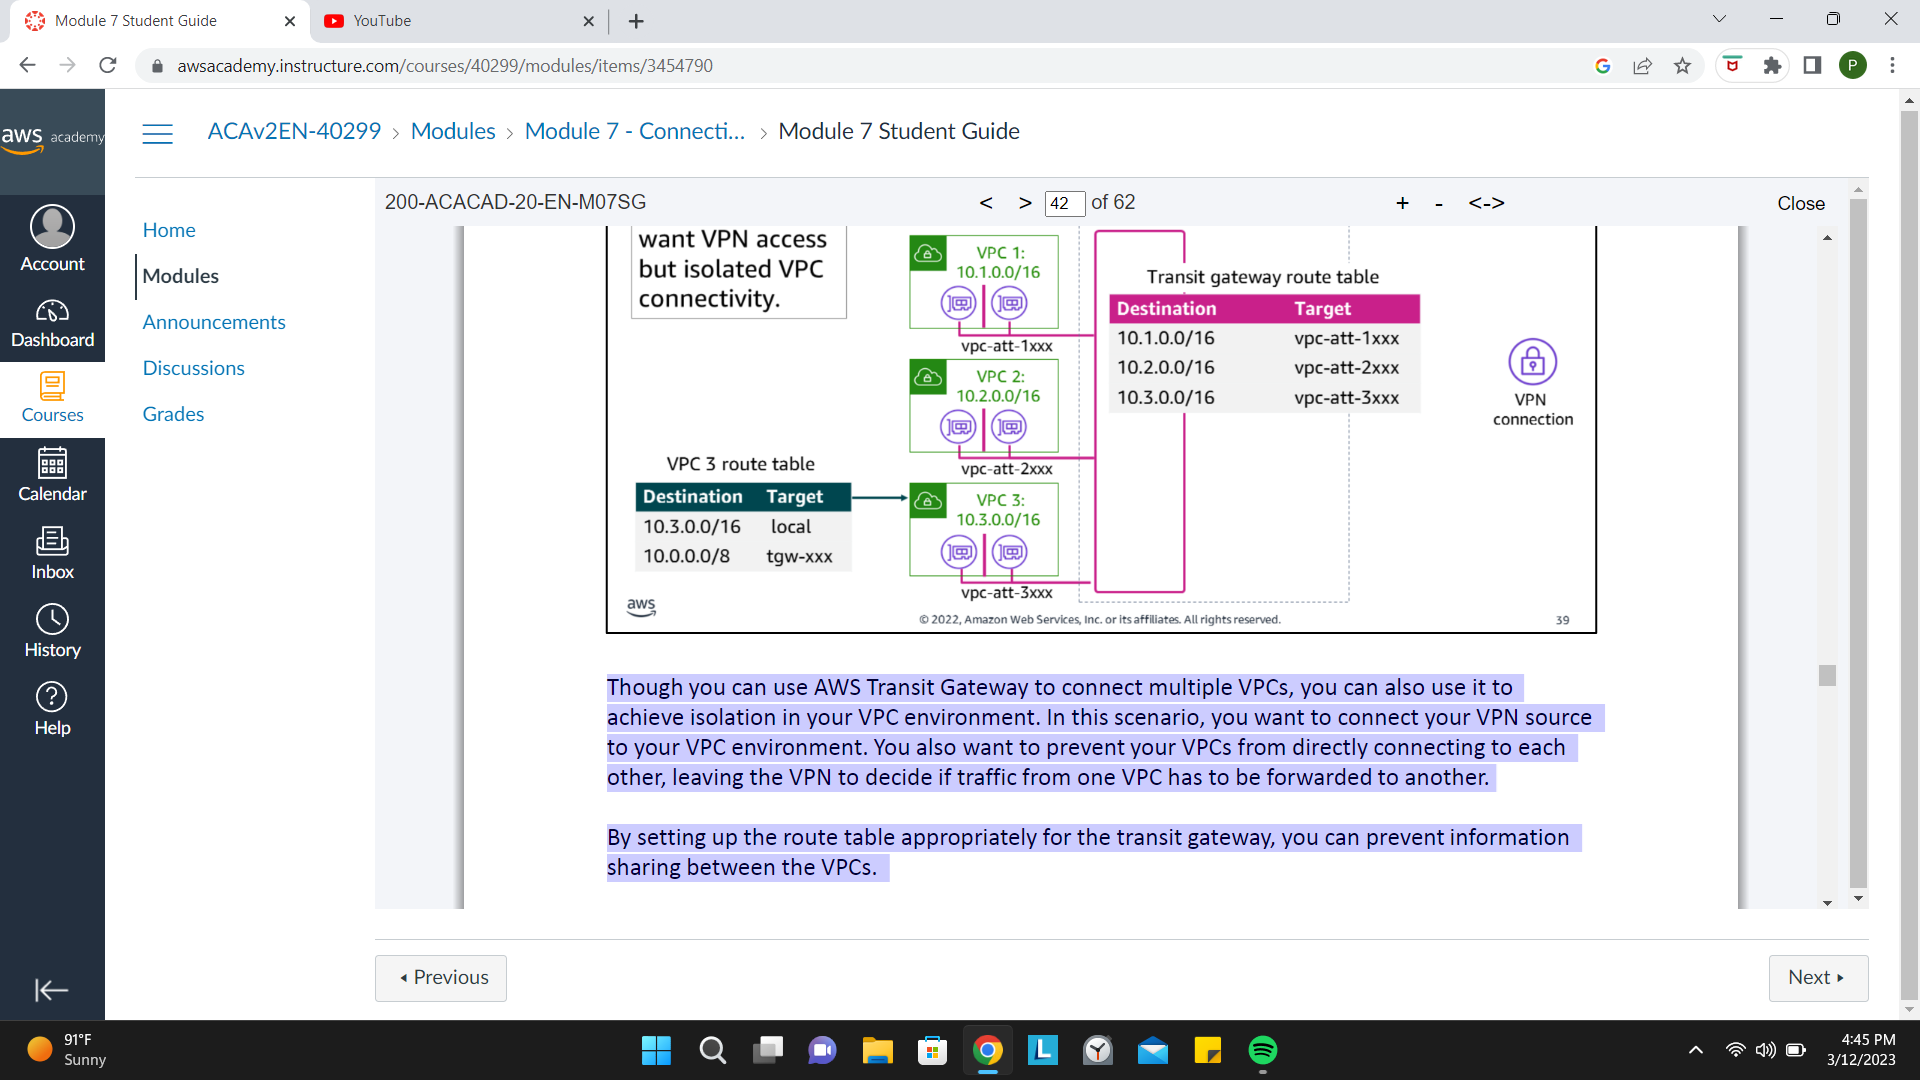 Module 7 Student Guide
YouTube
awsacademy.instructure.com/courses/40299/modules/items/3454790
P
aws academy
ACAv2EN-40299 > Modules > Module 7 - Connecti... > Module 7 Student Guide
Account
Dashboard
Courses
Calendar
Inbox
History
Help
Home
Modules
Announcements
Discussions
Grades
200-ACACAD-20-EN-M07SG
< > 42 of 62
+ - <->
Close
want VPN access
but isolated VPC
connectivity.
VPC 1:
10.1.0.0/16
vpc-att-1xxx
VPC 2:
10.2.0.0/16
vpc-att-2xxx
VPC 3:
10.3.0.0/16
vpc-att-3xxx
Transit gateway route table
Destination Target
10.1.0.0/16 vpc-att-1xxx
10.2.0.0/16 vpc-att-2xxx
10.3.0.0/16 vpc-att-3xxx
VPN
connection
VPC 3 route table
Destination Target
10.3.0.0/16 local
10.0.0.0/8 tgw-xxx
aws
© 2022, Amazon Web Services, Inc. or its affiliates. All rights reserved.
39
Though you can use AWS Transit Gateway to connect multiple VPCs, you can also use it to
achieve isolation in your VPC environment. In this scenario, you want to connect your VPN source
to your VPC environment. You also want to prevent your VPCs from directly connecting to each
other, leaving the VPN to decide if traffic from one VPC has to be forwarded to another.
By setting up the route table appropriately for the transit gateway, you can prevent information
sharing between the VPCs.
Previous
Next
91°F
Sunny
L
4:45 PM
3/12/2023